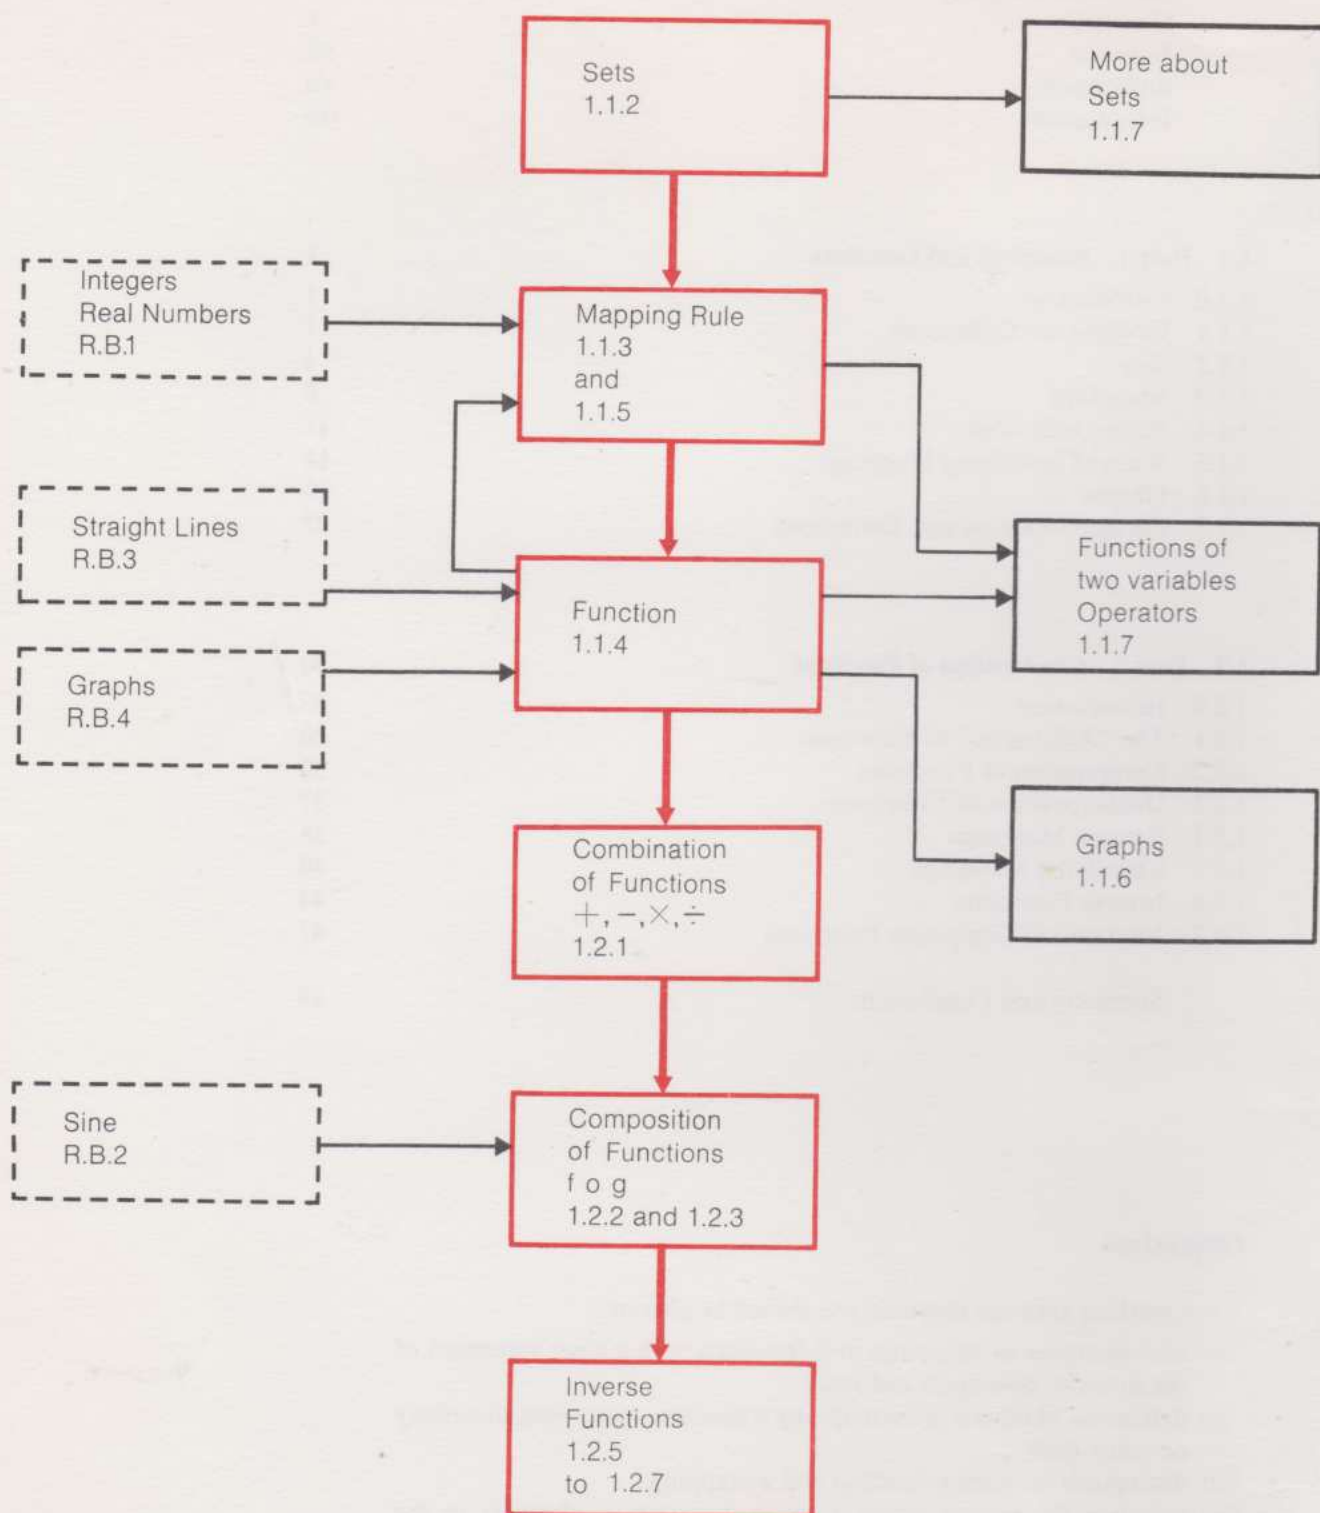 Sets
1.1.2
More about
Sets
1.1.7
Integers
Real Numbers
R.B.1
Mapping Rule
1.1.3
and
1.1.5
Straight Lines
R.B.3
Function
1.1.4
Functions of
two variables
Operators
1.1.7
Graphs
R.B.4
Combination
of Functions
+, −, ×, ÷
1.2.1
Graphs
1.1.6
Sine
R.B.2
Composition
of Functions
f o g
1.2.2 and 1.2.3
Inverse
Functions
1.2.5
to 1.2.7